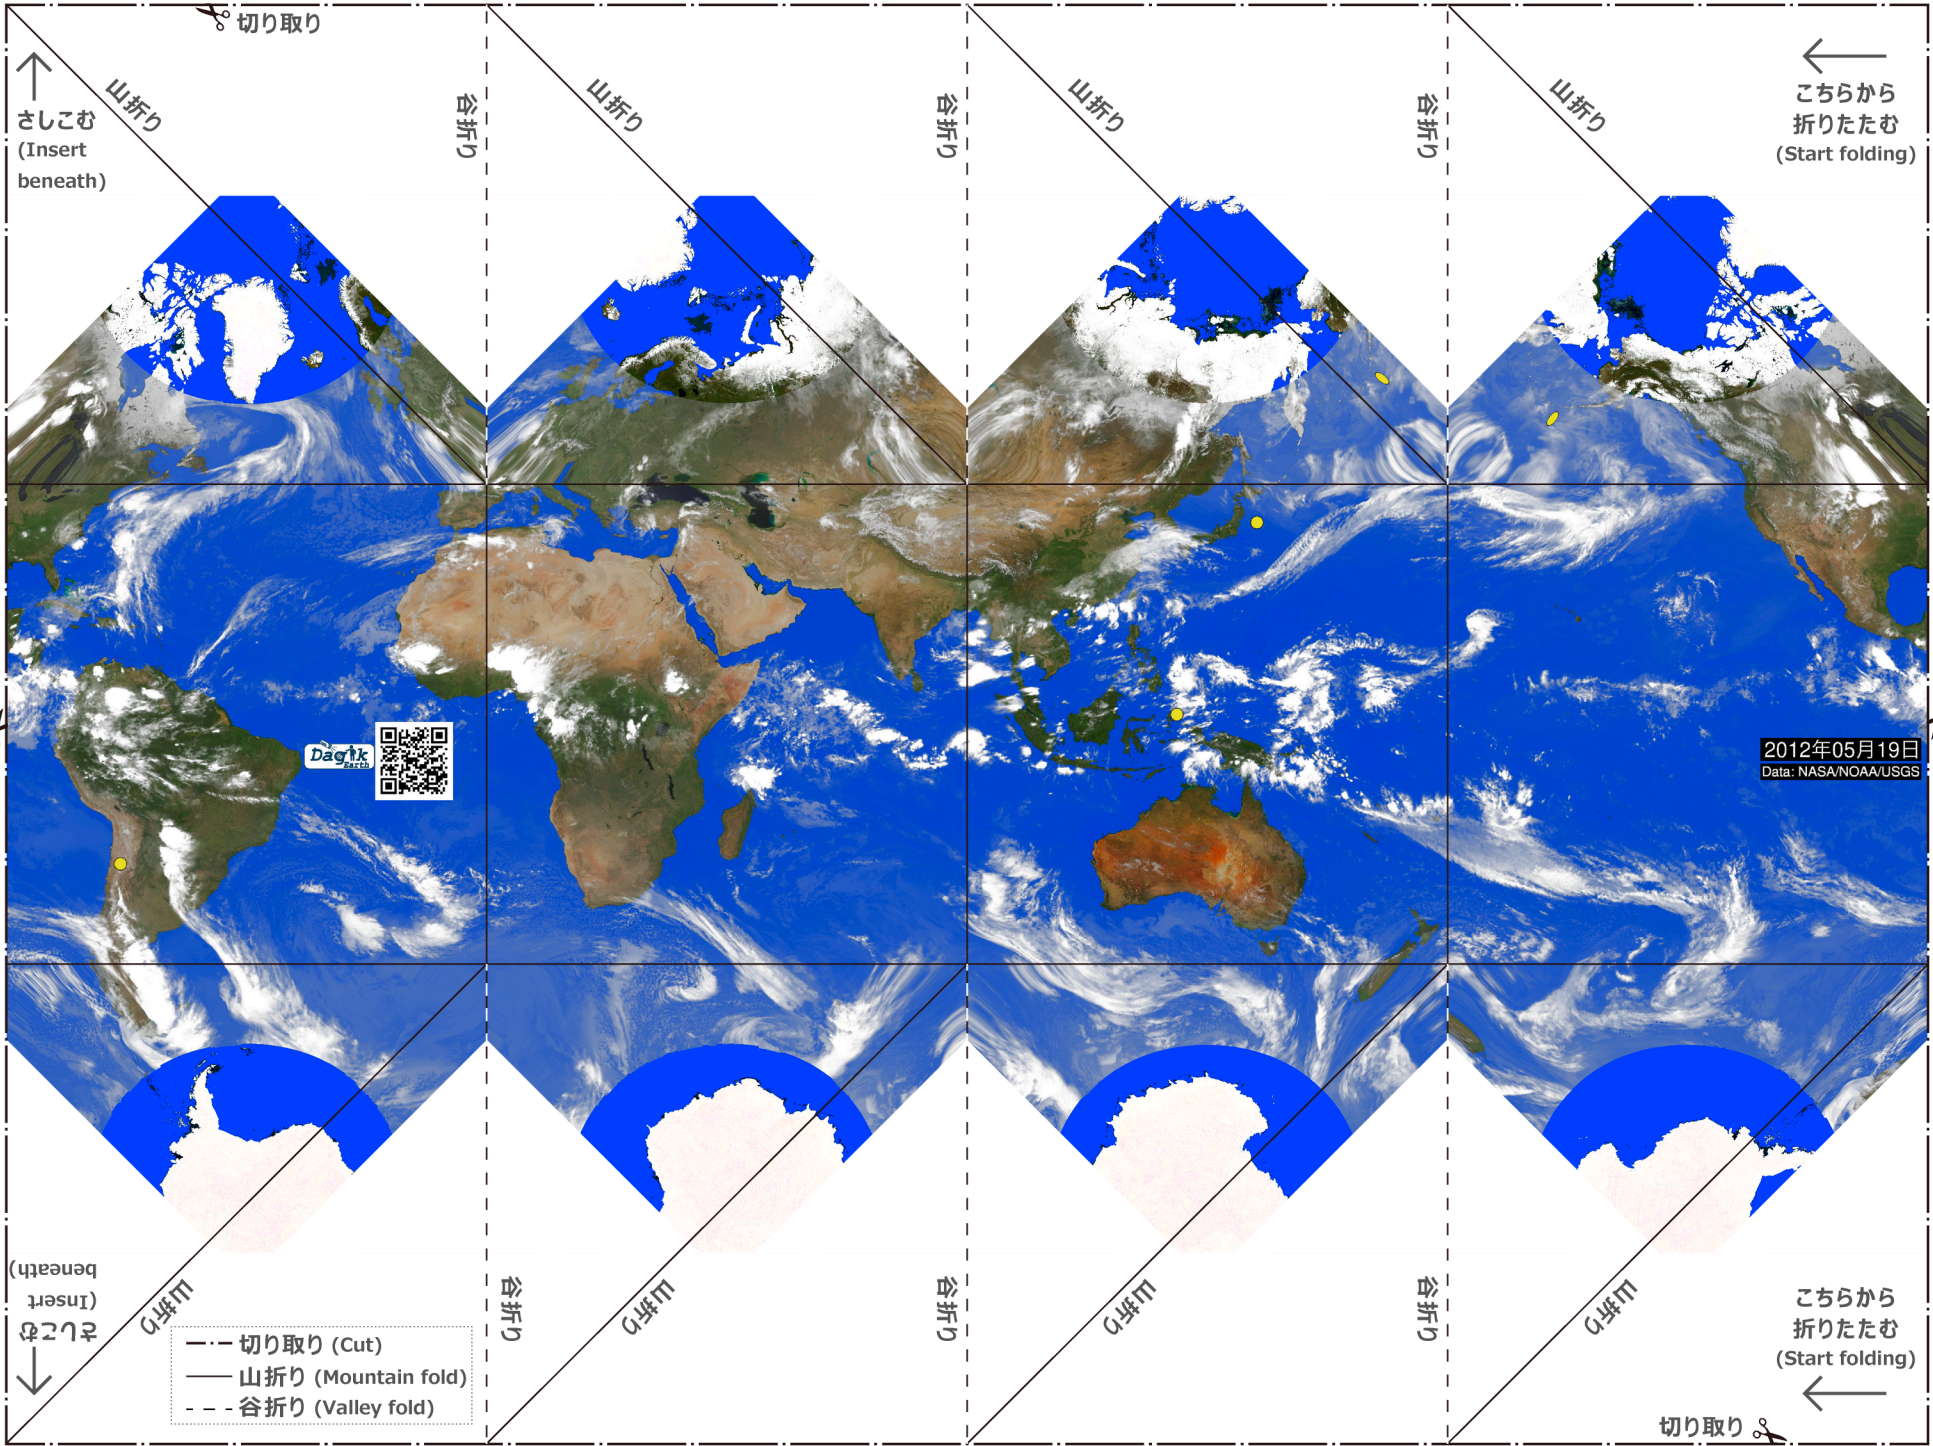 切り取り
山折り
谷折り
山折り
谷折り
山折り
谷折り
山折り
さしこむ
(Insert
beneath)
こちらから
折りたたむ
(Start folding)
Dagik
Earth
2012年05月19日
Data: NASA/NOAA/USGS
さしこむ
(Insert
beneath)
山折り
谷折り
山折り
谷折り
山折り
谷折り
山折り
切り取り (Cut)
山折り (Mountain fold)
谷折り (Valley fold)
こちらから
折りたたむ
(Start folding)
切り取り